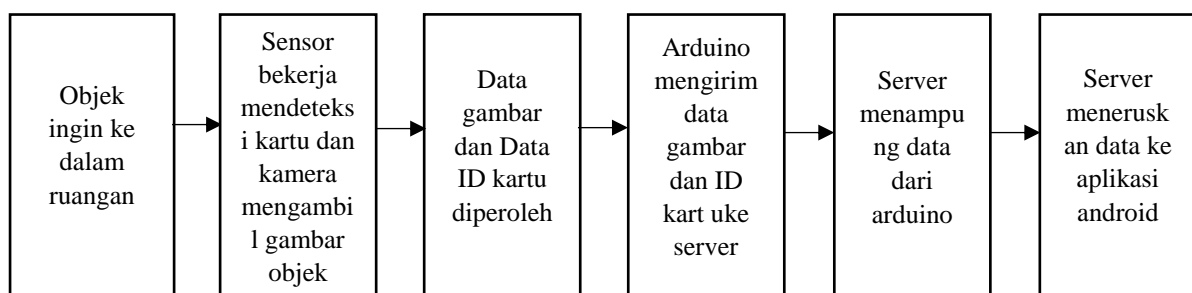 Objek
ingin ke
dalam
ruangan
Sensor
bekerja
mendeteks
i kartu dan
kamera
mengambi
l gambar
objek
Data
gambar
dan Data
ID kartu
diperoleh
Arduino
mengirim
data
gambar
dan ID
kart uke
server
Server
menampu
ng data
dari
arduino
Server
menerusk
an data ke
aplikasi
android